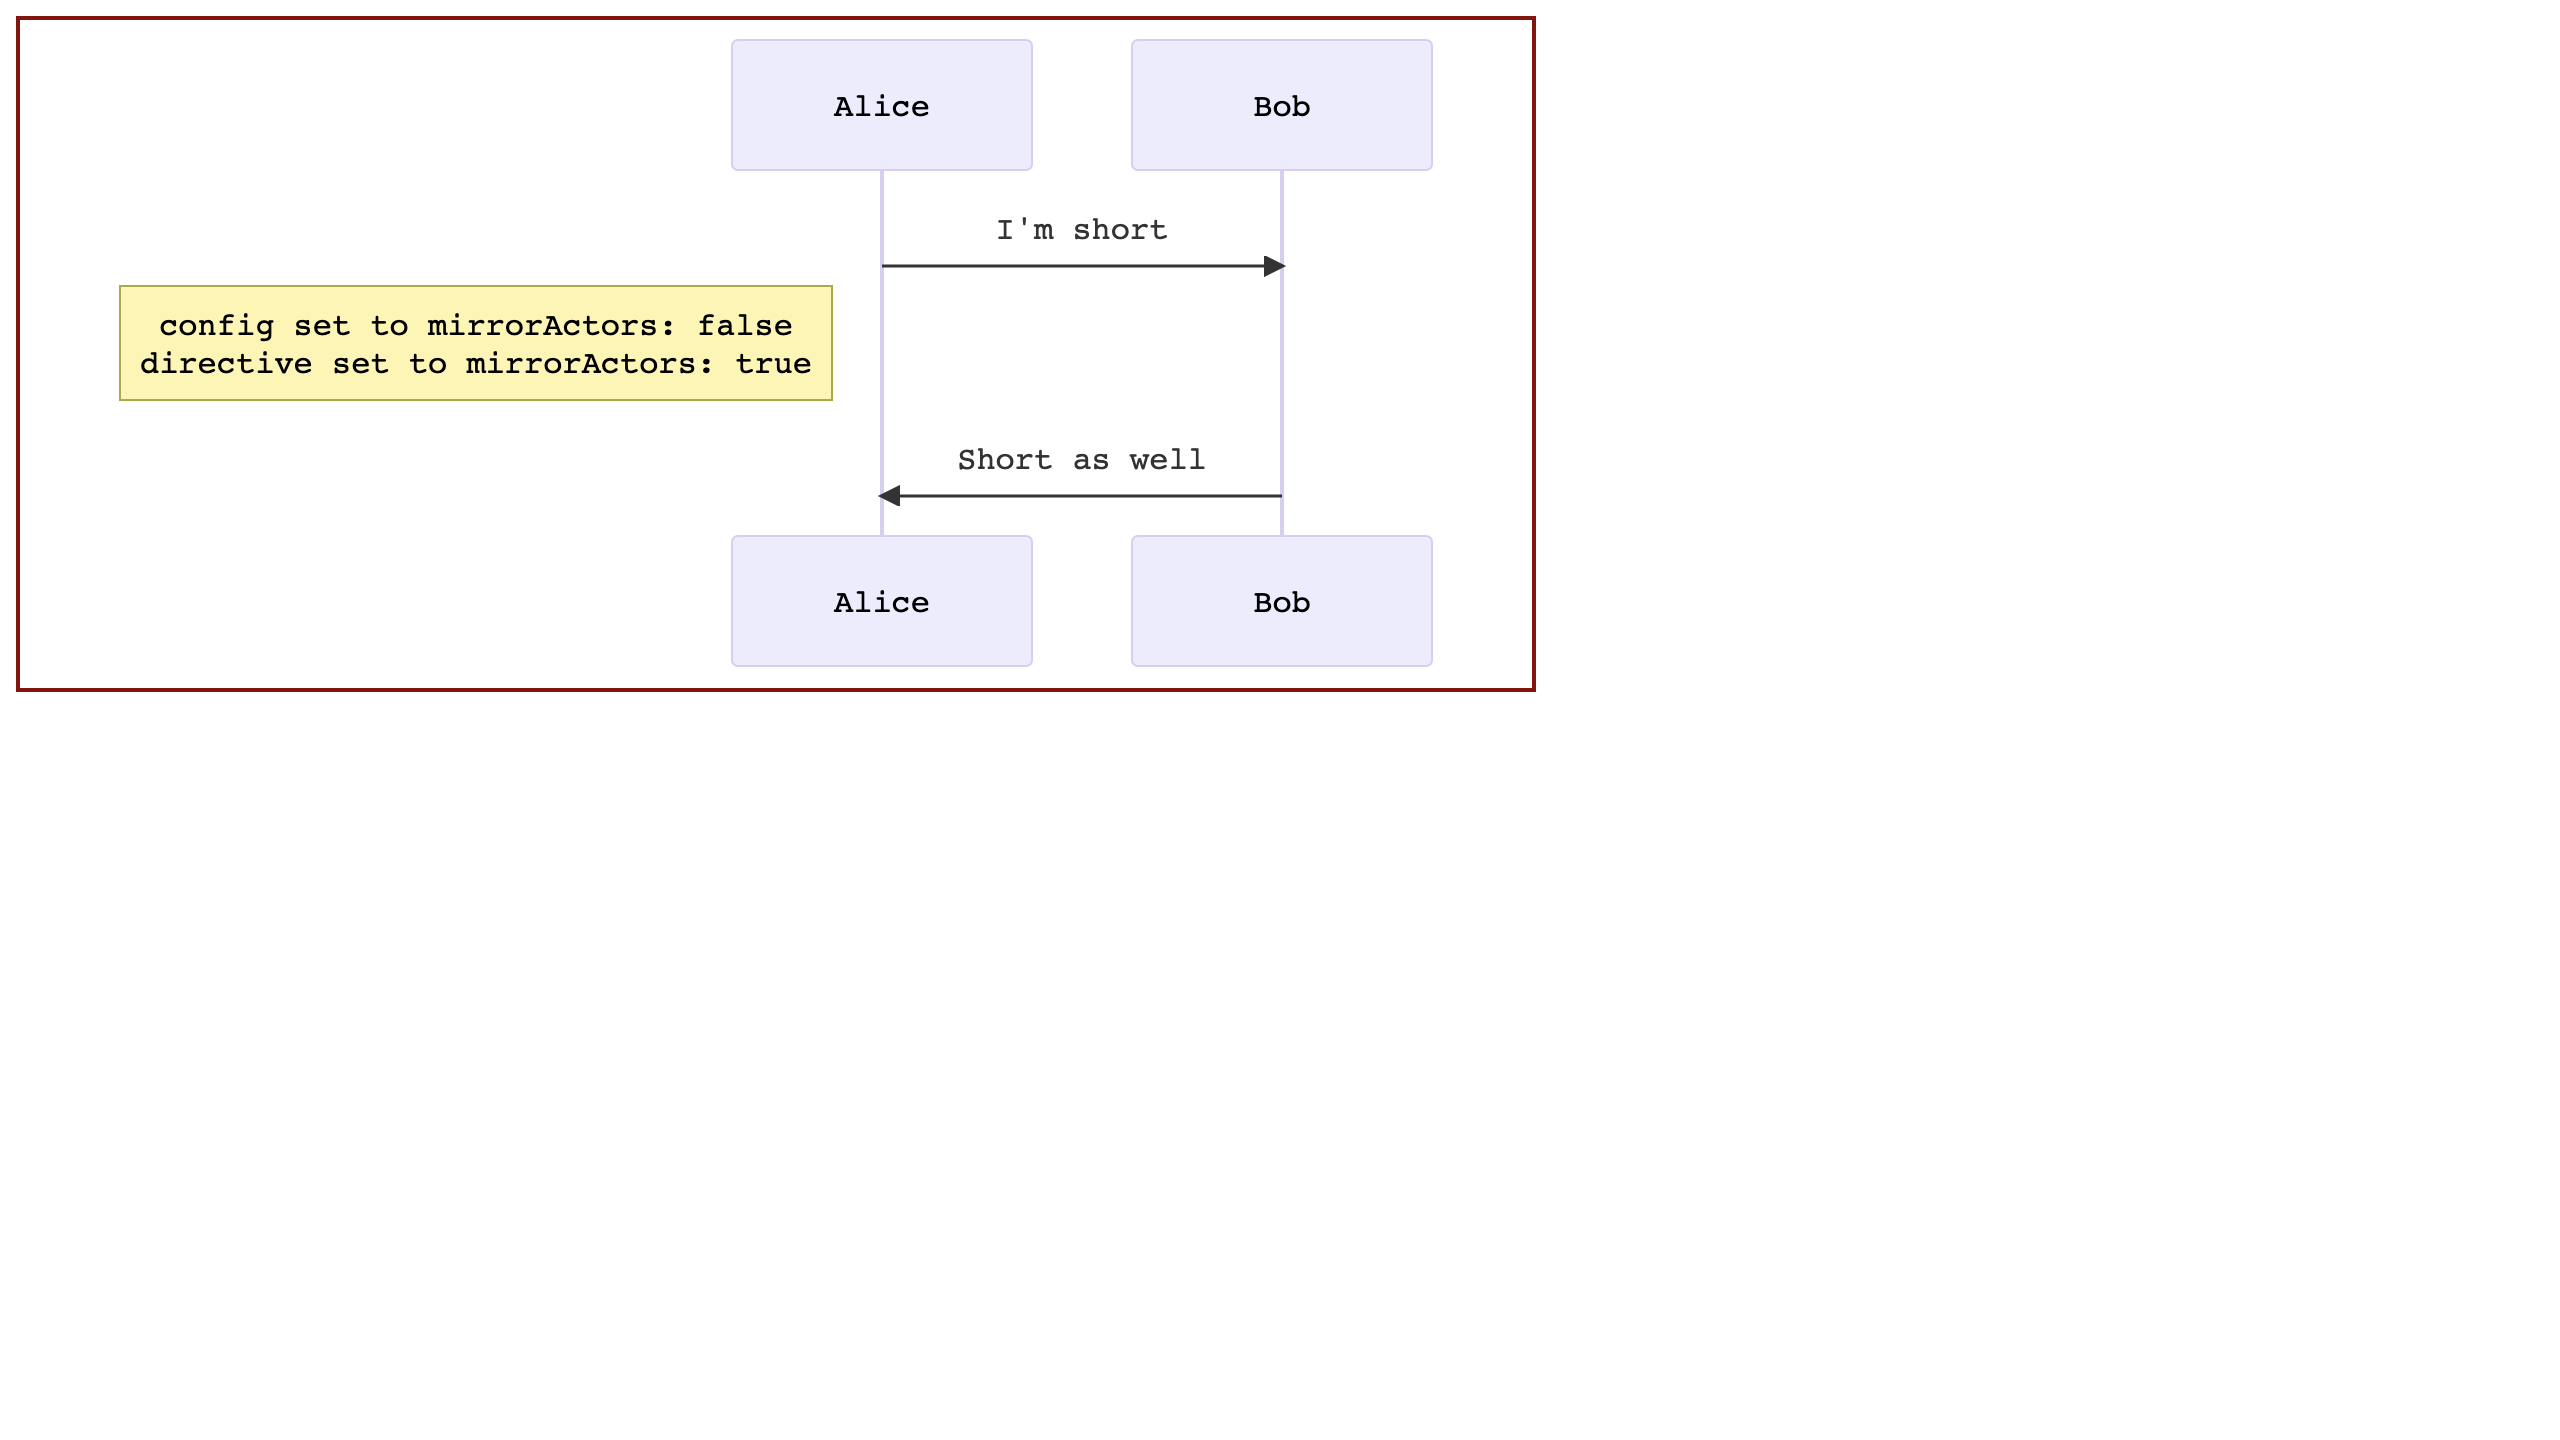 Alice
Bob
I'm short
config set to mirrorActors: false
directive set to mirrorActors: true
Short as well
Alice
Bob